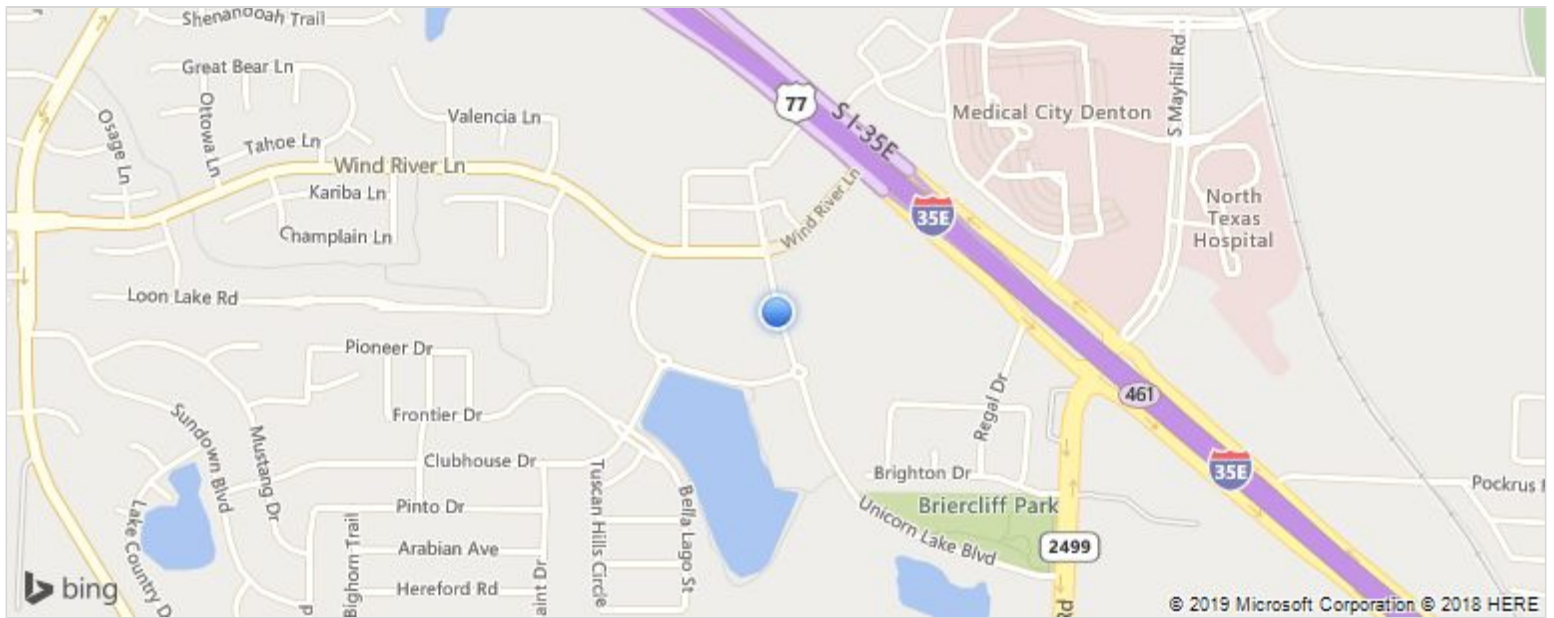 Shenandoah Trail
Great Bear Ln
Ottowa Ln
Osage Ln
Tahoe Ln
Valencia Ln
Wind River Ln
Kariba Ln
Champlain Ln
Loon Lake Rd
77
S I-35E
Medical City Denton
S Mayhill Rd
North
Texas
Hospital
35E
Wind River Ln
Pioneer Dr
Frontier Dr
Sundown Blvd
Mustang Dr
Clubhouse Dr
Pinto Dr
Arabian Ave
Hereford Rd
Lake Country D
Bighorn Trail
P
aint Dr
Tuscan Hills Circle
Bella Lago St
Regal Dr
461
35E
Brighton Dr
Briercliff Park
Unicorn Lake Blvd
2499
Rd
Pockrus
bing
© 2019 Microsoft Corporation © 2018 HERE